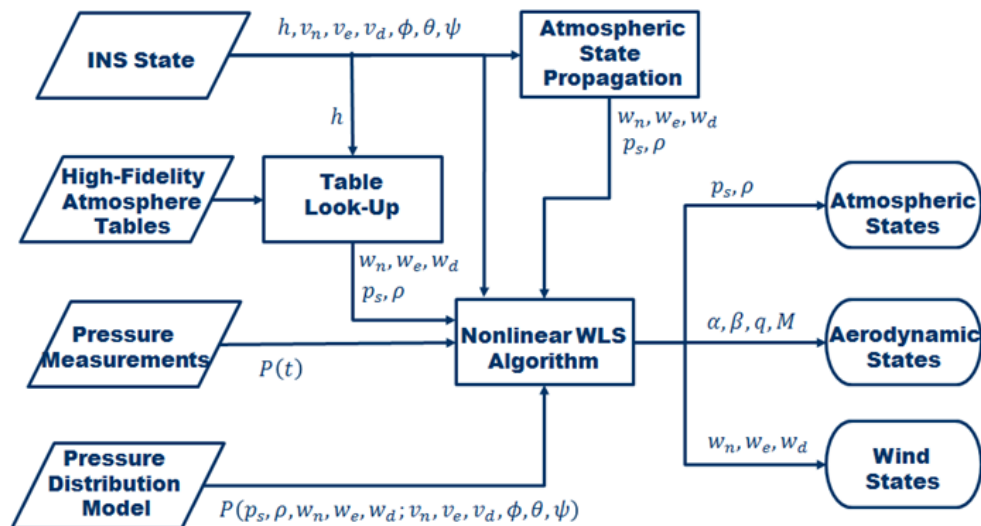 INS State
h, v_n, v_e, v_d, ϕ, θ, ψ
Atmospheric
State
Propagation
h
w_n, w_e, w_d
p_s, ρ
High-Fidelity
Atmosphere
Tables
Table
Look-Up
w_n, w_e, w_d
p_s, ρ
p_s, ρ
Atmospheric
States
Pressure
Measurements
P(t)
Nonlinear WLS
Algorithm
α, β, q, M
Aerodynamic
States
Pressure
Distribution
Model
P(p_s, ρ, w_n, w_e, w_d; v_n, v_e, v_d, ϕ, θ, ψ)
w_n, w_e, w_d
Wind
States